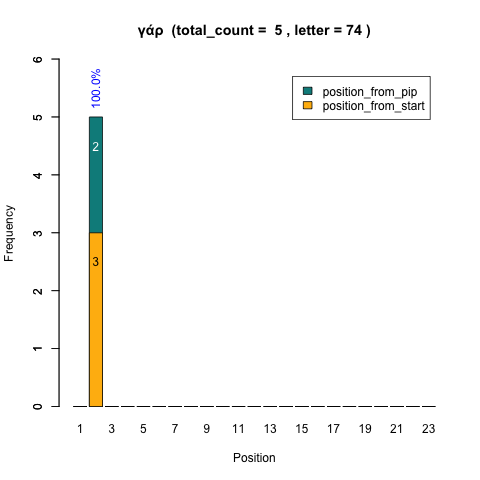 γάρ (total_count = 5 , letter = 74 )
position_from_pip
position_from_start
Frequency
6
5
4
3
2
1
0
100.0%
2
3
1 3 5 7 9 11 13 15 17 19 21 23
Position